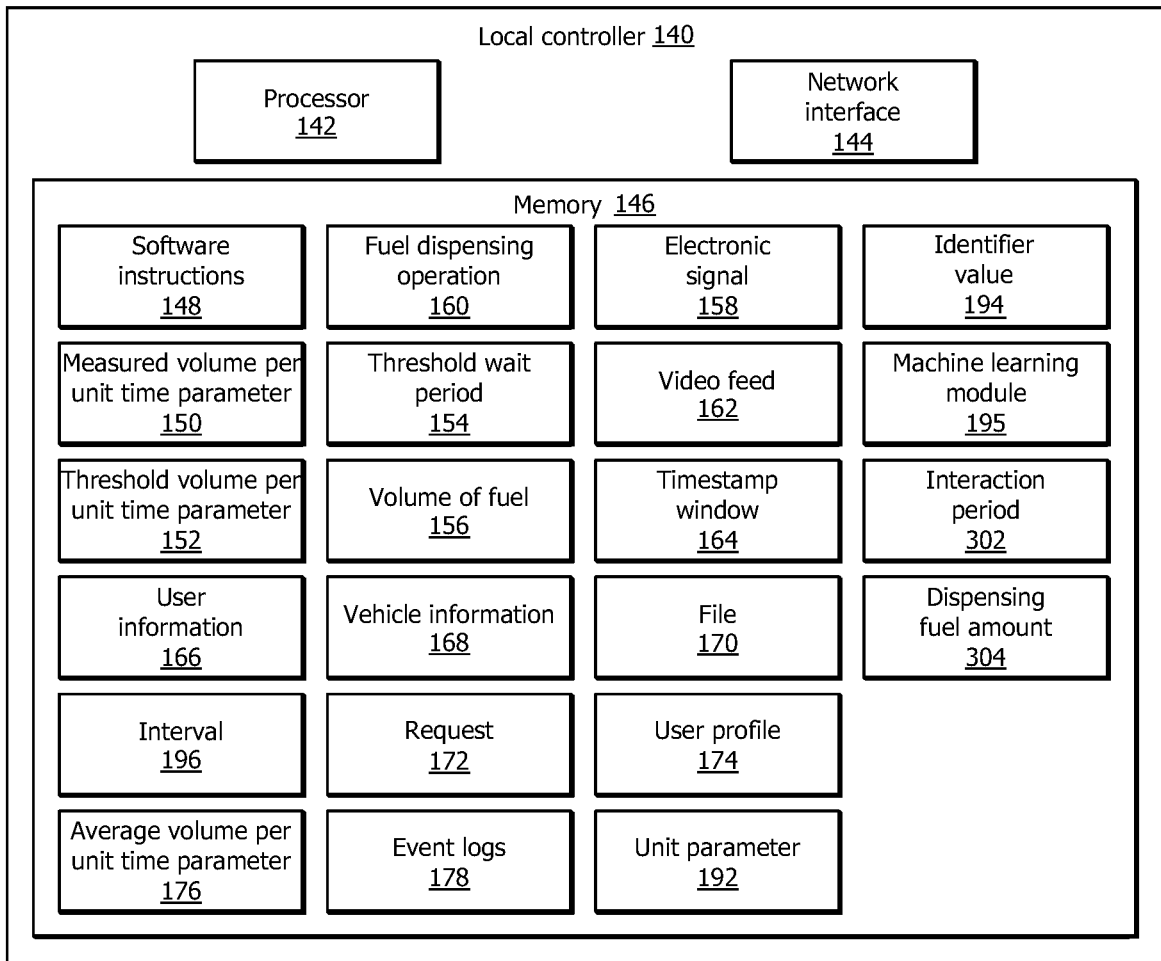 Local controller 140
Processor
142
Network
interface
144
Memory 146
Software
instructions
148
Fuel dispensing
operation
160
Electronic
signal
158
Identifier
value
194
Measured volume per
unit time parameter
150
Threshold wait
period
154
Video feed
162
Machine learning
module
195
Threshold volume per
unit time parameter
152
Volume of fuel
156
Timestamp
window
164
Interaction
period
302
User
information
166
Vehicle information
168
File
170
Dispensing
fuel amount
304
Interval
196
Request
172
User profile
174
Average volume per
unit time parameter
176
Event logs
178
Unit parameter
192